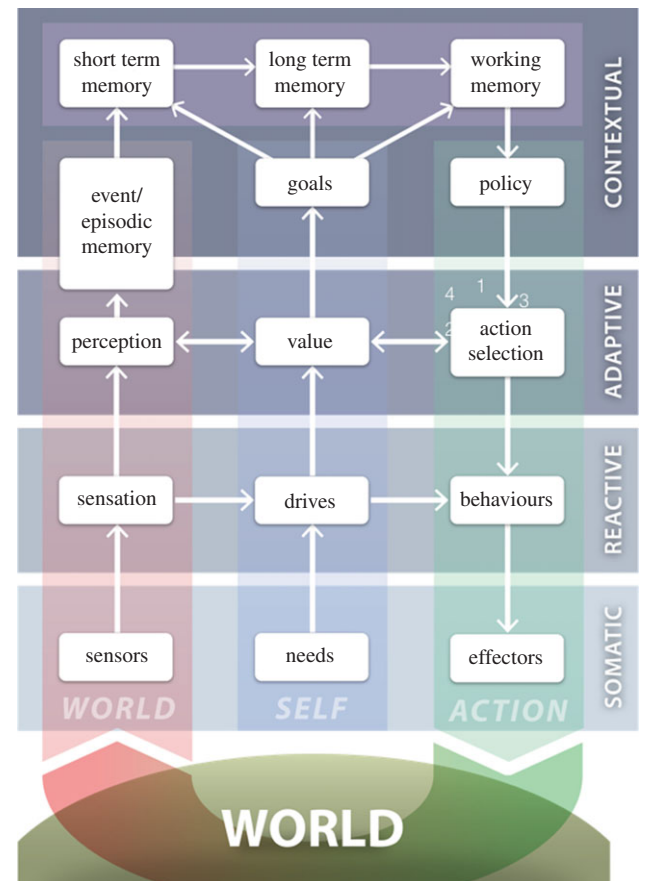 short term
memory
long term
memory
working
memory
CONTEXTUAL
event/
episodic
memory
goals
policy
4
1
3
2
perception
value
action
selection
ADAPTIVE
sensation
drives
behaviours
REACTIVE
sensors
needs
effectors
SOMATIC
WORLD
SELF
ACTION
WORLD